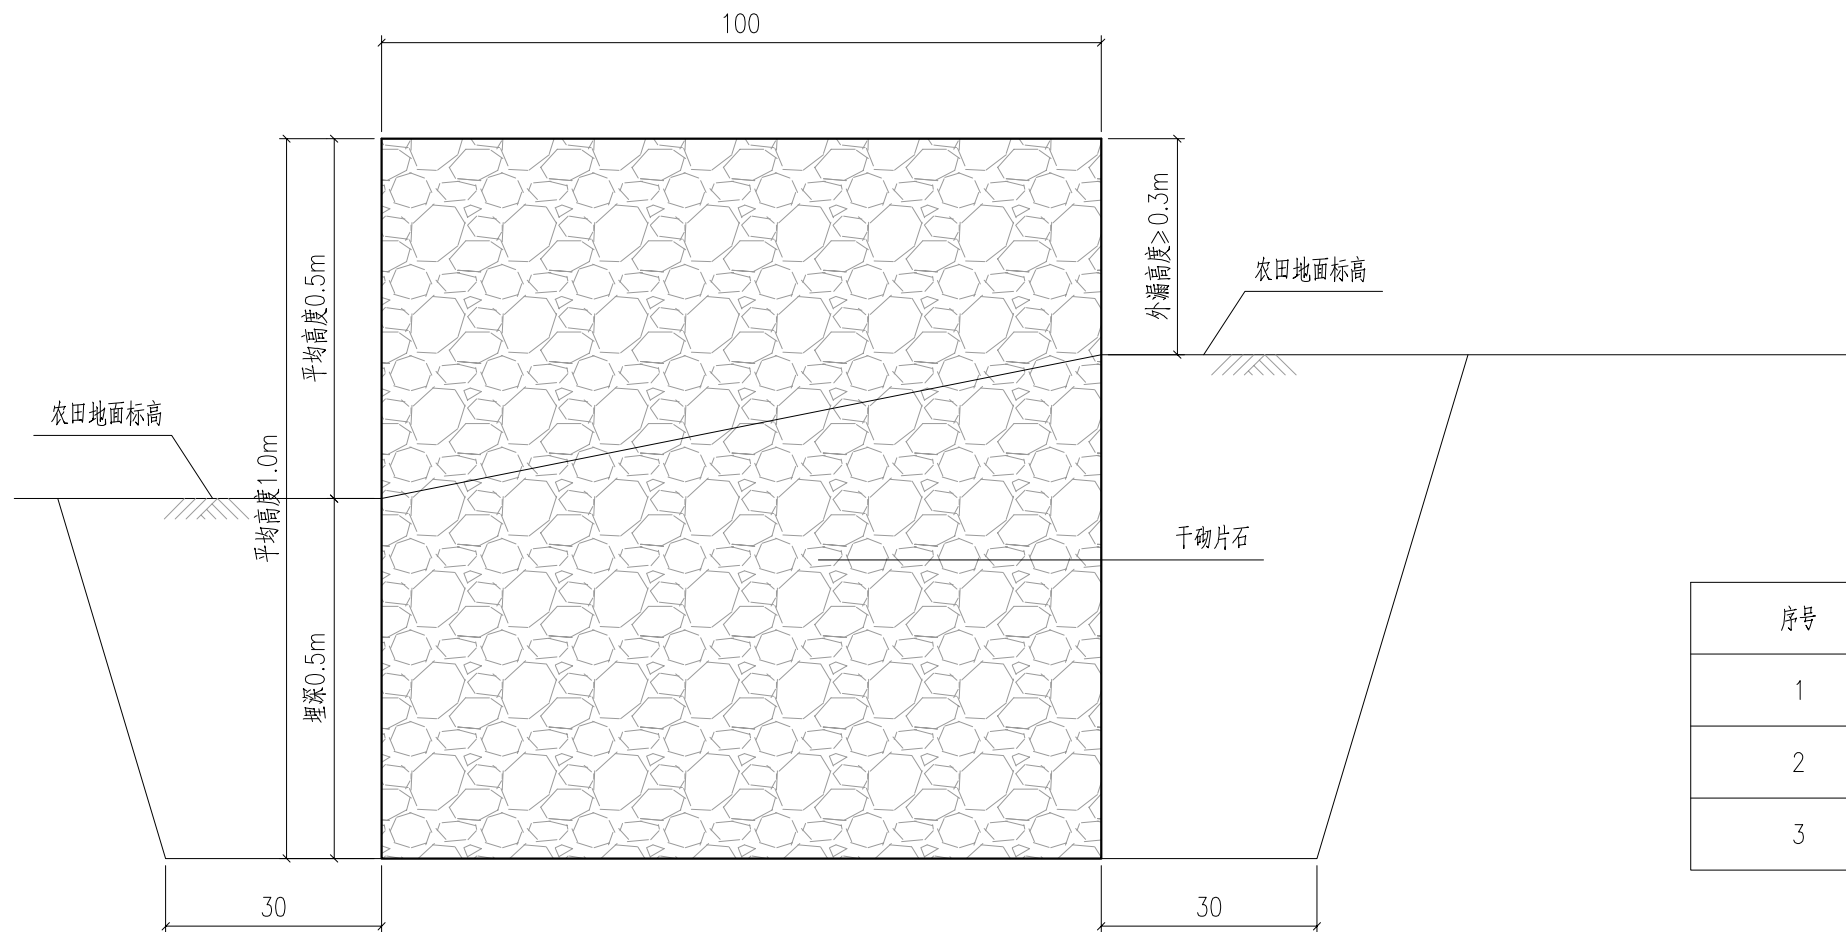 100
平均高度0.5m
外漏高度≥0.3m
农田地面标高
农田地面标高
平均高度1.0m
干砌片石
埋深0.5m
序号
1
2
3
30
30